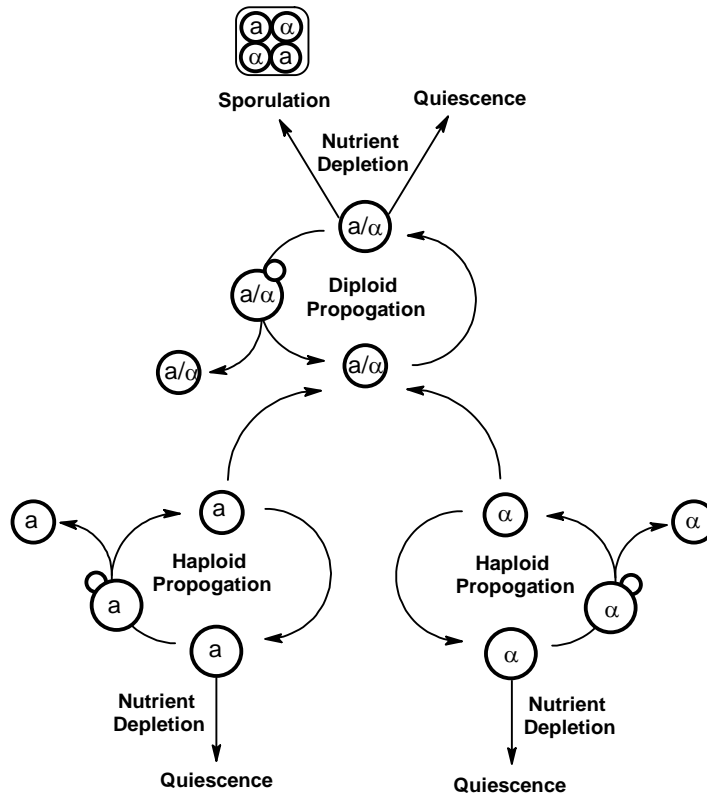 a α
α a
Sporulation
Quiescence
Nutrient
Depletion
a/α
a/α
Diploid
Propogation
a/α
a/α
a
a
α
α
Haploid
Propogation
Haploid
Propogation
a
α
a
α
Nutrient
Depletion
Nutrient
Depletion
Quiescence
Quiescence